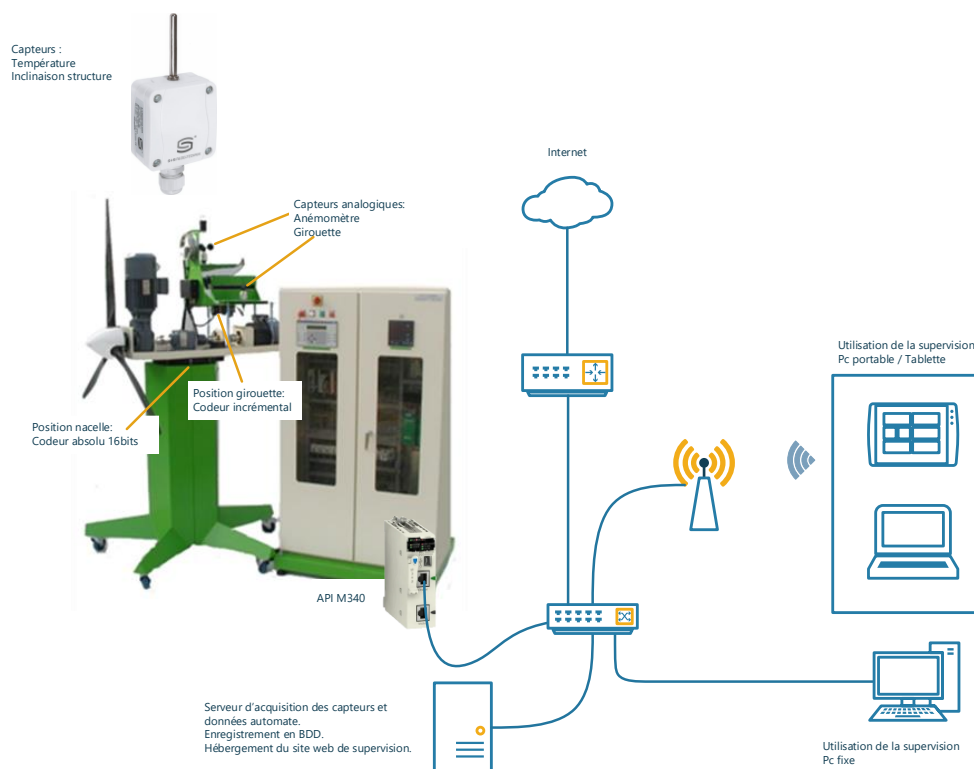 Capteurs :
Température
Inclinaison structure
Internet
Capteurs analogiques:
Anémomètre
Girouette
Utilisation de la supervision
Pc portable / Tablette
Position girouette:
Codeur incrémental
Position nacelle:
Codeur absolu 16bits
API M340
Serveur d'acquisition des capteurs et
données automate.
Enregistrement en BDD.
Hébergement du site web de supervision.
Utilisation de la supervision
Pc fixe